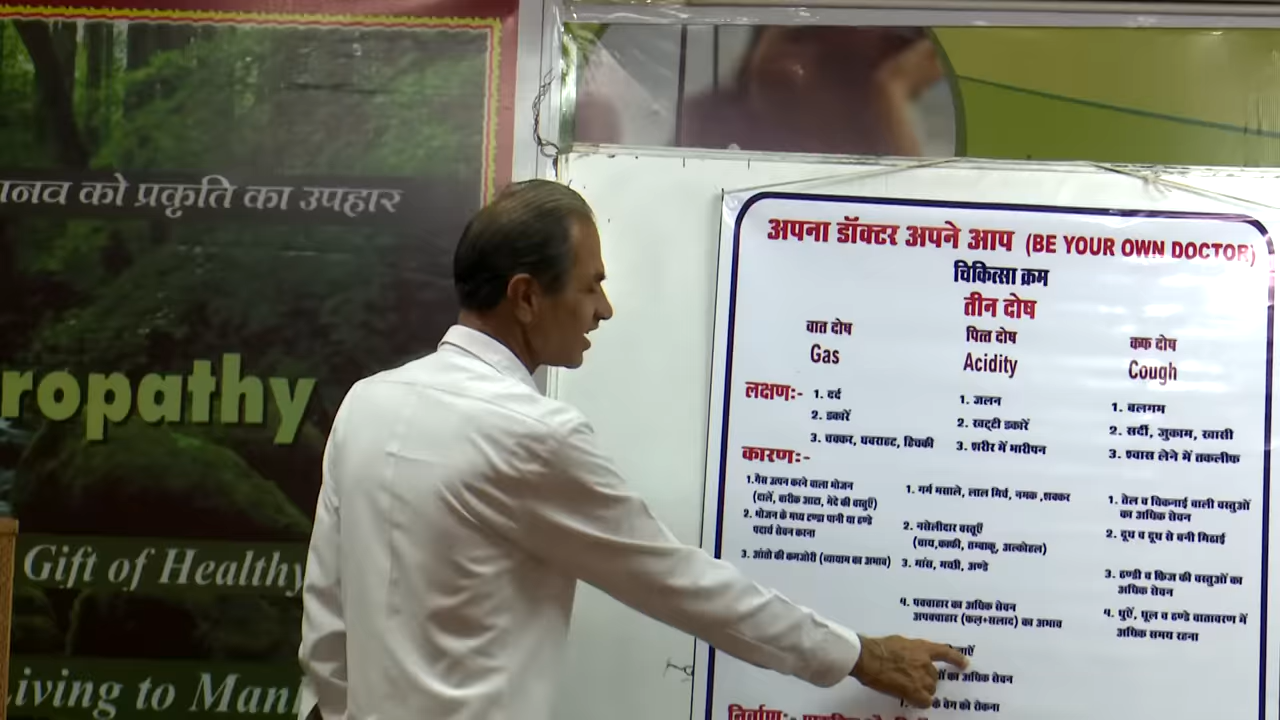 को प्रकृति का उपहार
ropathy
Gift of Healthy
Living to
अपना डॉक्टर अपने आप (BE YOUR OWN DOCTOR)
चिकित्सा क्रम
तीन दोष
वात दोष
Gas
पित्त दोष
Acidity
कफ दोष
Cough
लक्षण:-
1. दर्द
2. डकारें
3. चक्कर, घबराहट, हिचकी
1. जलन
2. खट्टी डकारें
3. शरीर में भारीपन
1. बलगम
2. सर्दी, जुकाम, खासी
3. श्वास लेने में तकलीफ
कारण:-
1. गैस उत्पन करने वाला भोजन
(दालें, बारीक आटा, मेदे की वस्तुएँ)
2. भोजन के मध्य ठण्डा पानी या ठण्डे
पदार्थ सेवन करना
3. आंतो की कमजोरी (व्यायाम का अभाव)
1. गर्म मसाले, लाल मिर्च, नमक ,शक्कर
2. नशेलीदार वस्तूएँ
(चाय,काफी, तम्बाकू, अल्कोहल)
3. मांस, मछी, अण्डे
4. पक्वाहार का अधिक सेवन
अपक्वाहार (फल+सलाद) का अभाव
का अधिक सेवन
के वेग को रोकना
1. तेल व चिकनाई वाली वस्तुओं
का अधिक सेवन
2. दूध व दूध से बनी मिठाई
3. ठण्डी व फ्रिज की वस्तुओं का
अधिक सेवन
4. धुएँ, धूल व ठण्डे वातावरण में
अधिक समय रहना